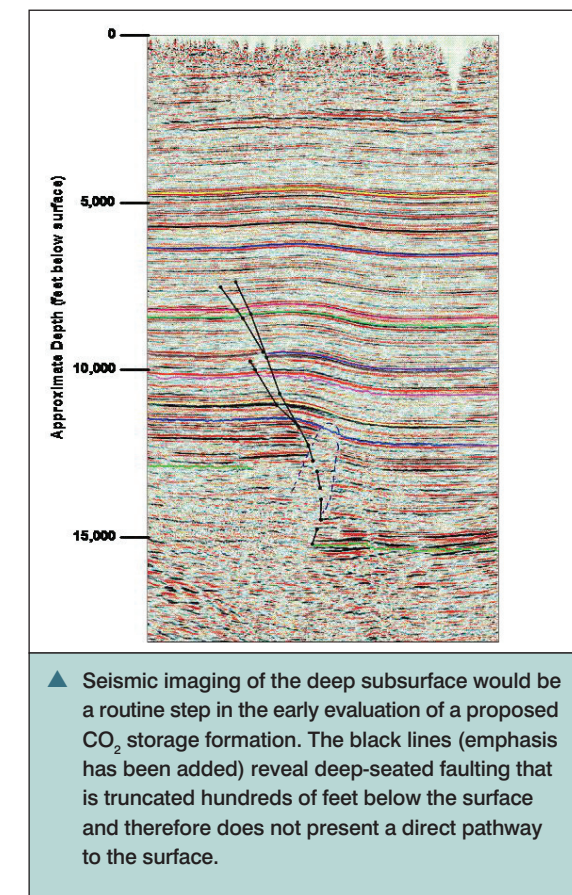 0
5,000
10,000
15,000
Approximate Depth (feet below surface)
Seismic imaging of the deep subsurface would be
a routine step in the early evaluation of a proposed
CO2 storage formation. The black lines (emphasis
has been added) reveal deep-seated faulting that
is truncated hundreds of feet below the surface
and therefore does not present a direct pathway
to the surface.